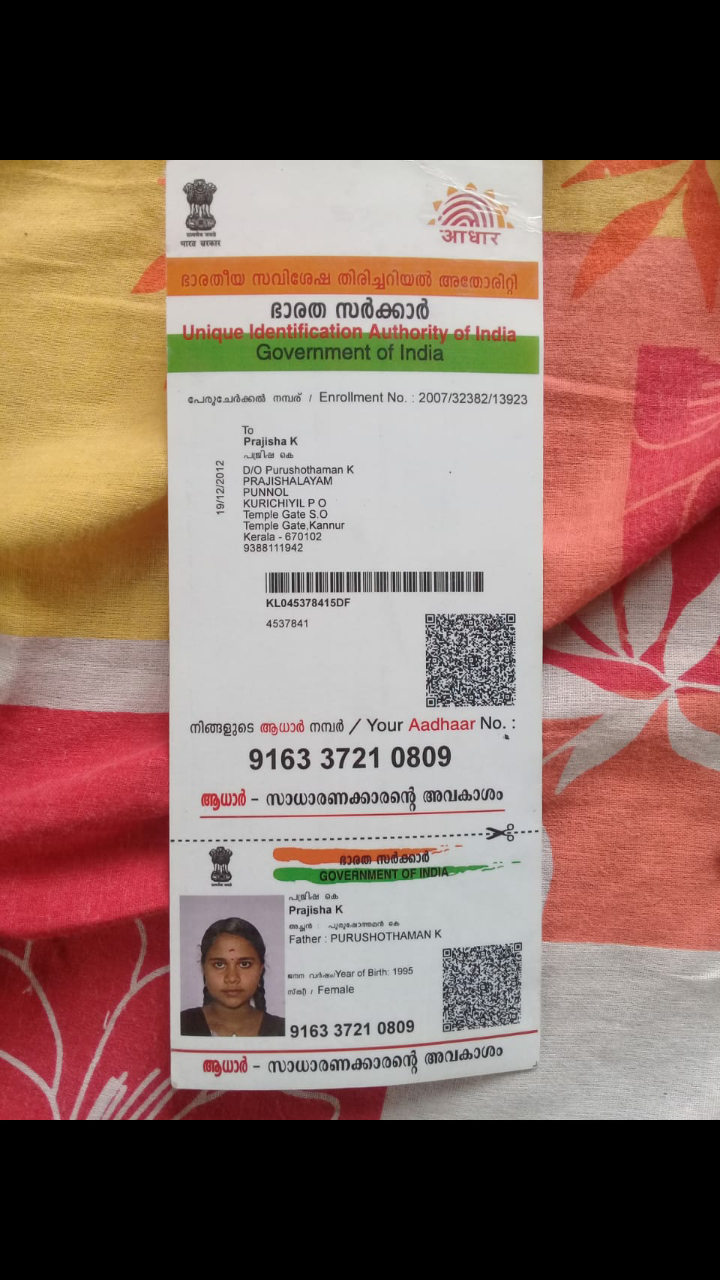 भारत सरकार
आधार
ഭാരതീയ സവിശേഷ തിരിച്ചറിയൽ അതോരിറ്റി
ഭാരത സർക്കാർ
Unique Identification Authority of India
Government of India
പേരുചേർക്കൽ നമ്പര് / Enrollment No. : 2007/32382/13923
19/12/2012
To
Prajisha K
പജിഷ കെ
D/O Purushothaman K
PRAJISHALAYAM
PUNNOL
KURICHIYIL P O
Temple Gate S.O
Temple Gate,Kannur
Kerala - 670102
9388111942
KL045378415DF
4537841
നിങ്ങളുടെ ആധാർ നമ്പർ / Your Aadhaar No. :
9163 3721 0809
ആധാർ - സാധാരണക്കാരന്റെ അവകാശം
ഭാരത സർക്കാർ
GOVERNMENT OF INDIA
പജിഷ കെ
Prajisha K
അച്ഛൻ : പുരുഷോത്തമൻ കെ
Father : PURUSHOTHAMAN K
ജനന വർഷം/Year of Birth: 1995
സ്ത്രീ / Female
9163 3721 0809
ആധാർ - സാധാരണക്കാരന്റെ അവകാശം